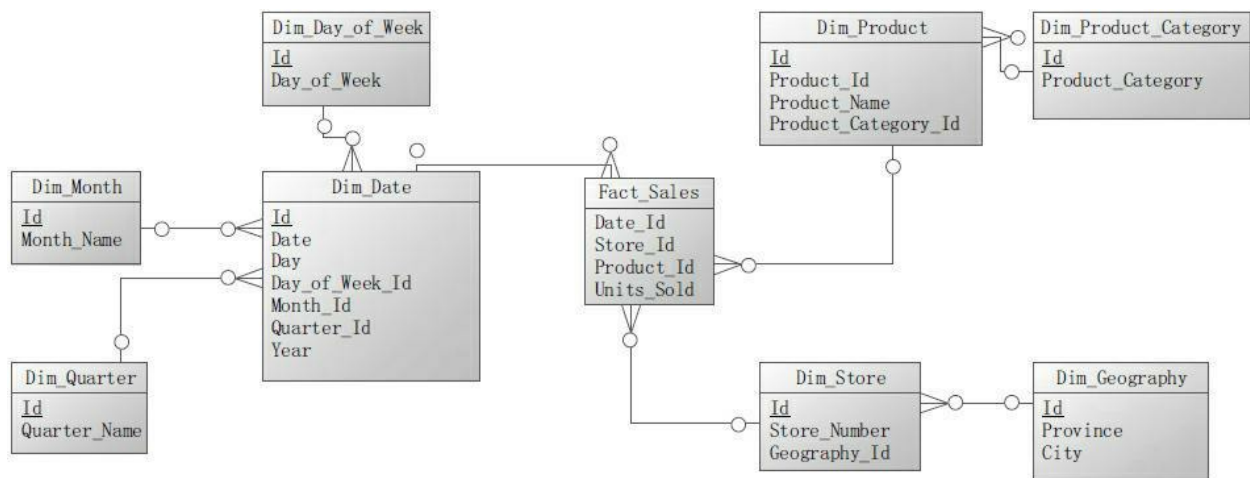 Dim_Day_of_Week
Id
Day_of_Week
Dim_Product
Id
Product_Id
Product_Name
Product_Category_Id
Dim_Product_Category
Id
Product_Category
Dim_Month
Id
Month_Name
Dim_Date
Id
Date
Day
Day_of_Week_Id
Month_Id
Quarter_Id
Year
Fact_Sales
Date_Id
Store_Id
Product_Id
Units_Sold
Dim_Quarter
Id
Quarter_Name
Dim_Store
Id
Store_Number
Geography_Id
Dim_Geography
Id
Province
City